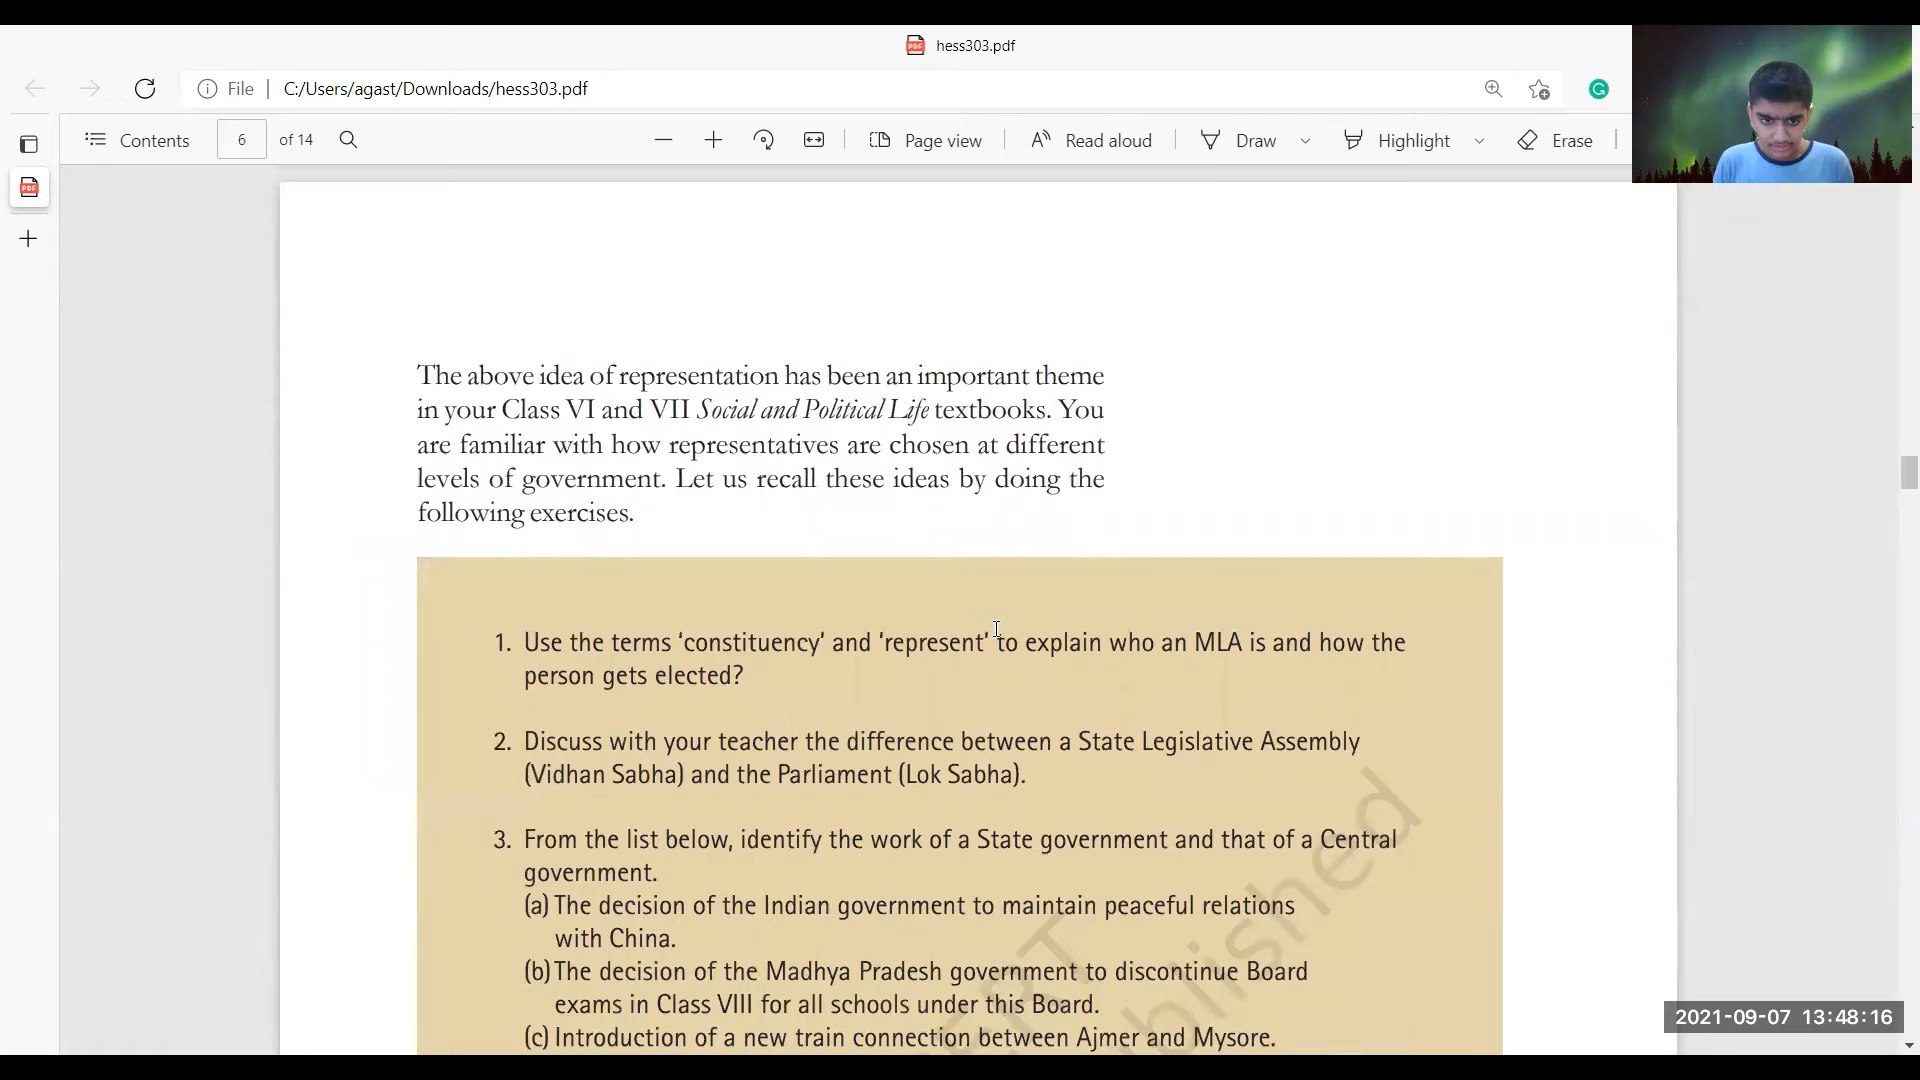 hess303.pdf
File
C:/Users/agast/Downloads/hess303.pdf
Contents
6
of 14
Page view
Read aloud
Draw
Highlight
Erase
The above idea of representation has been an important theme
in your Class VI and VII Social and Political Life textbooks. You
are familiar with how representatives are chosen at different
levels of government. Let us recall these ideas by doing the
following exercises.
1. Use the terms ‘constituency’ and ‘represent’ to explain who an MLA is and how the
person gets elected?
2. Discuss with your teacher the difference between a State Legislative Assembly
(Vidhan Sabha) and the Parliament (Lok Sabha).
3. From the list below, identify the work of a State government and that of a Central
government.
(a) The decision of the Indian government to maintain peaceful relations
with China.
(b) The decision of the Madhya Pradesh government to discontinue Board
exams in Class VIII for all schools under this Board.
(c) Introduction of a new train connection between Ajmer and Mysore.
2021-09-07 13:48:16